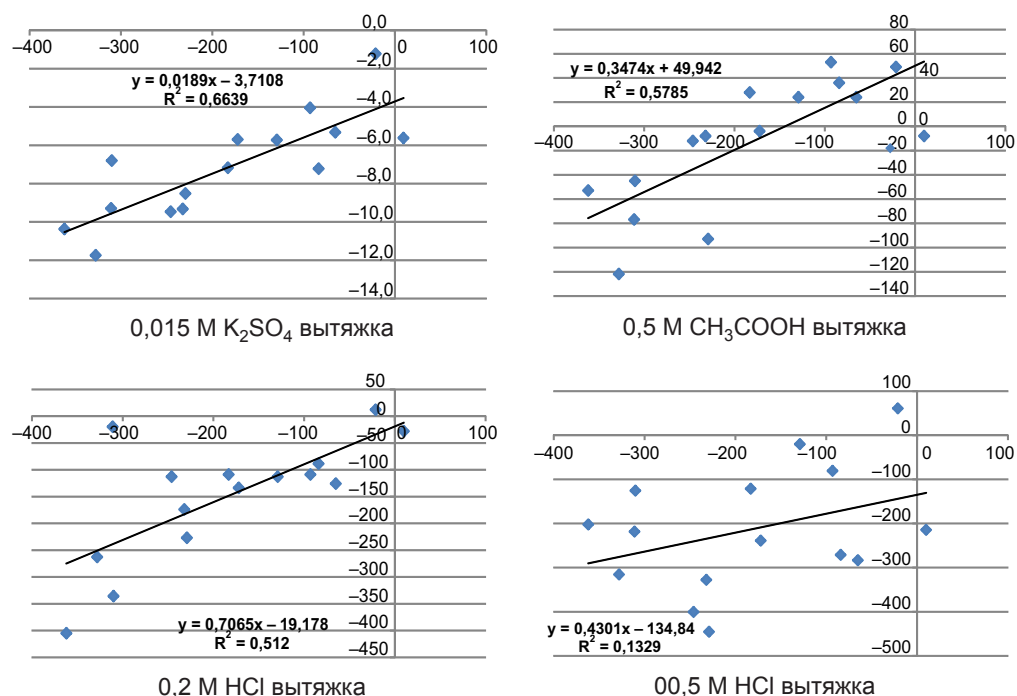 0,0
–400 –300 –200 –100 0 100
–2,0
y = 0,0189x – 3,7108
R² = 0,6639
–4,0
–6,0
–8,0
–10,0
–12,0
–14,0
0,015 М K₂SO₄ вытяжка
80
60
y = 0,3474x + 49,942
40
R² = 0,5785
20
0
–400 –300 –200 –100 0 100
–20
–40
–60
–80
–100
–120
–140
0,5 М CH₃COOH вытяжка
50
0
–400 –300 –200 –100 0 100
–50
–100
–150
–200
–250
–300
–350
–400
y = 0,7065x – 19,178
R² = 0,512
–450
0,2 М HCl вытяжка
100
0
–400 –300 –200 –100 0 100
–100
–200
–300
–400
y = 0,4301x – 134,84
R² = 0,1329
–500
00,5 М HCl вытяжка